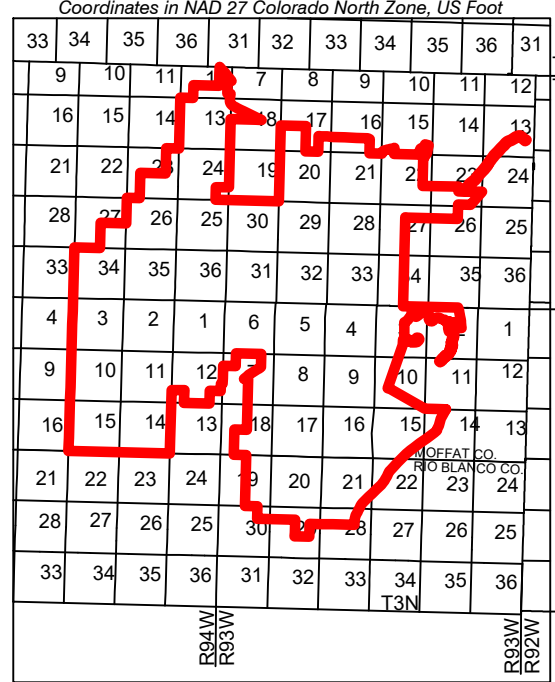 Coordinates in NAD 27 Colorado North Zone, US Foot
33 34 35 36 31 32 33 34 35 36 31
9 10 11 7 8 9 10 11 12
16 15 14 13 18 17 16 15 14 13
21 22 23 24 19 20 21 22 24
28 27 26 25 30 29 28 27 26 25
33 34 35 36 31 32 33 35 36
4 3 2 1 6 5 4 1
9 10 11 12 8 9 10 11 12
16 15 14 13 18 17 16 15 14 13
MOFFAT CO.
RIO BLANCO CO.
21 22 23 24 19 20 21 22 23 24
28 27 26 25 30 28 27 26 25
33 34 35 36 31 32 33 34 35 36
T3N
R94W
R93W
R93W
R92W